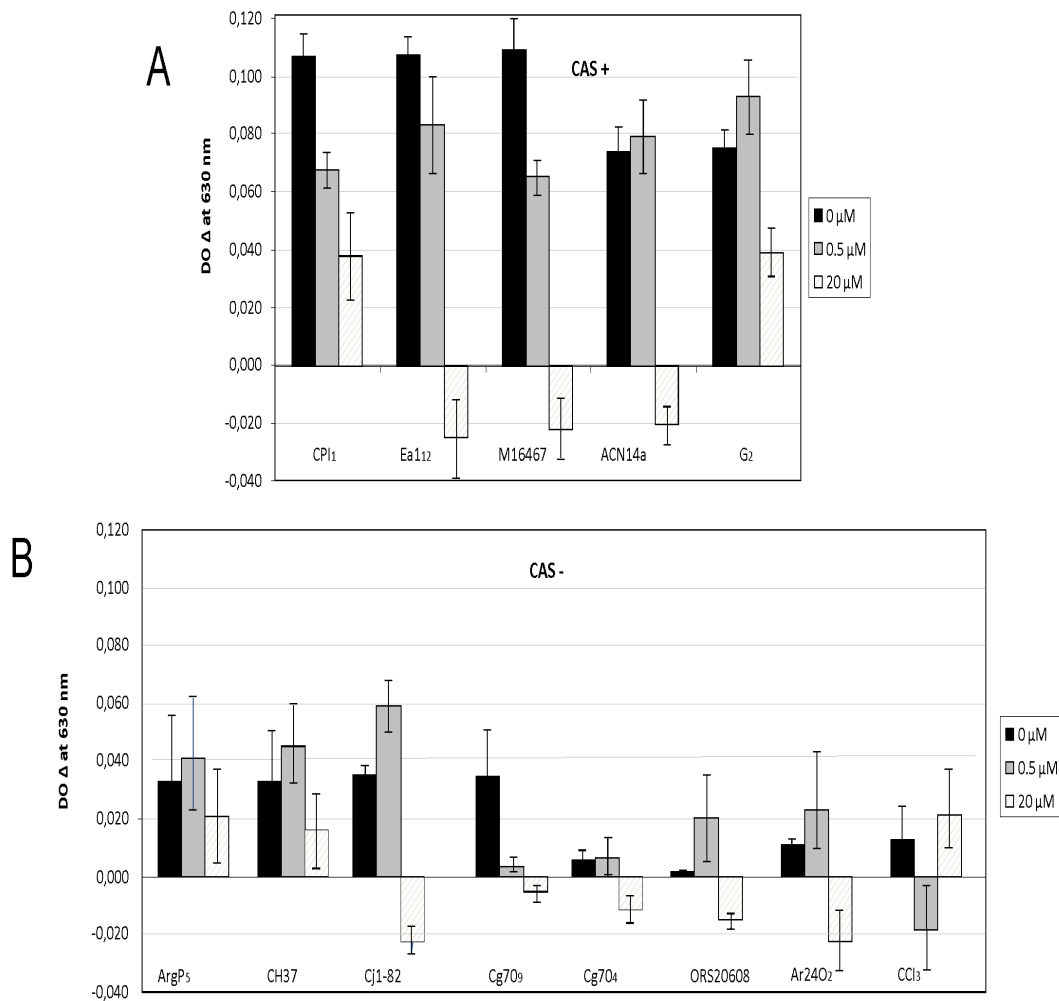 A
CAS +
DO Δ at 630 nm
0,120
0,100
0,080
0,060
0,040
0,020
0,000
-0,020
-0,040
CPI₁
Ea1₁₂
M16467
ACN14a
G₂
0 µM
0.5 µM
20 µM
B
CAS -
DO Δ at 630 nm
0,120
0,100
0,080
0,060
0,040
0,020
0,000
-0,020
-0,040
ArgP₅
CH37
Cj1-82
Cg70₉
Cg70₄
ORS20608
Ar24O₂
CCI₃
0 µM
0.5 µM
20 µM